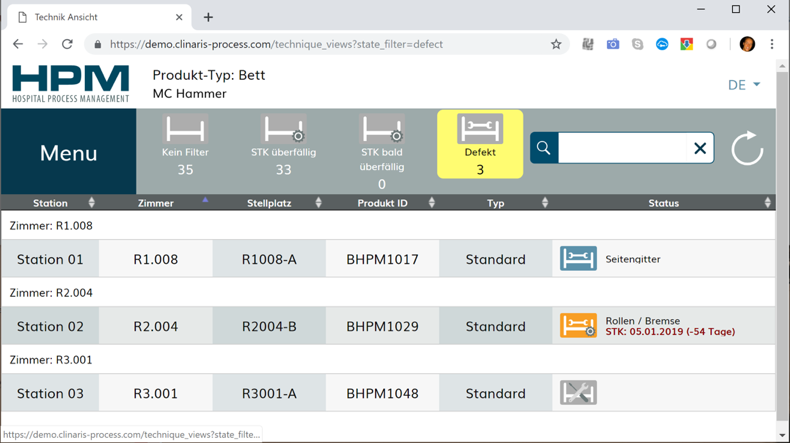 Technik Ansicht
https://demo.clinaris-process.com/technique_views?state_filter=defect
HPM
HOSPITAL PROCESS MANAGEMENT
Produkt-Typ: Bett
MC Hammer
DE
Menu
Kein Filter
35
STK überfällig
33
STK bald
überfällig
0
Defekt
3
Station Zimmer Stellplatz Produkt ID Typ Status
Zimmer: R1.008
Station 01 R1.008 R1008-A BHPM1017 Standard Seitengitter
Zimmer: R2.004
Station 02 R2.004 R2004-B BHPM1029 Standard Rollen / Bremse
STK: 05.01.2019 (-54 Tage)
Zimmer: R3.001
Station 03 R3.001 R3001-A BHPM1048 Standard
https://demo.clinaris-process.com/technique_views?state_filte...